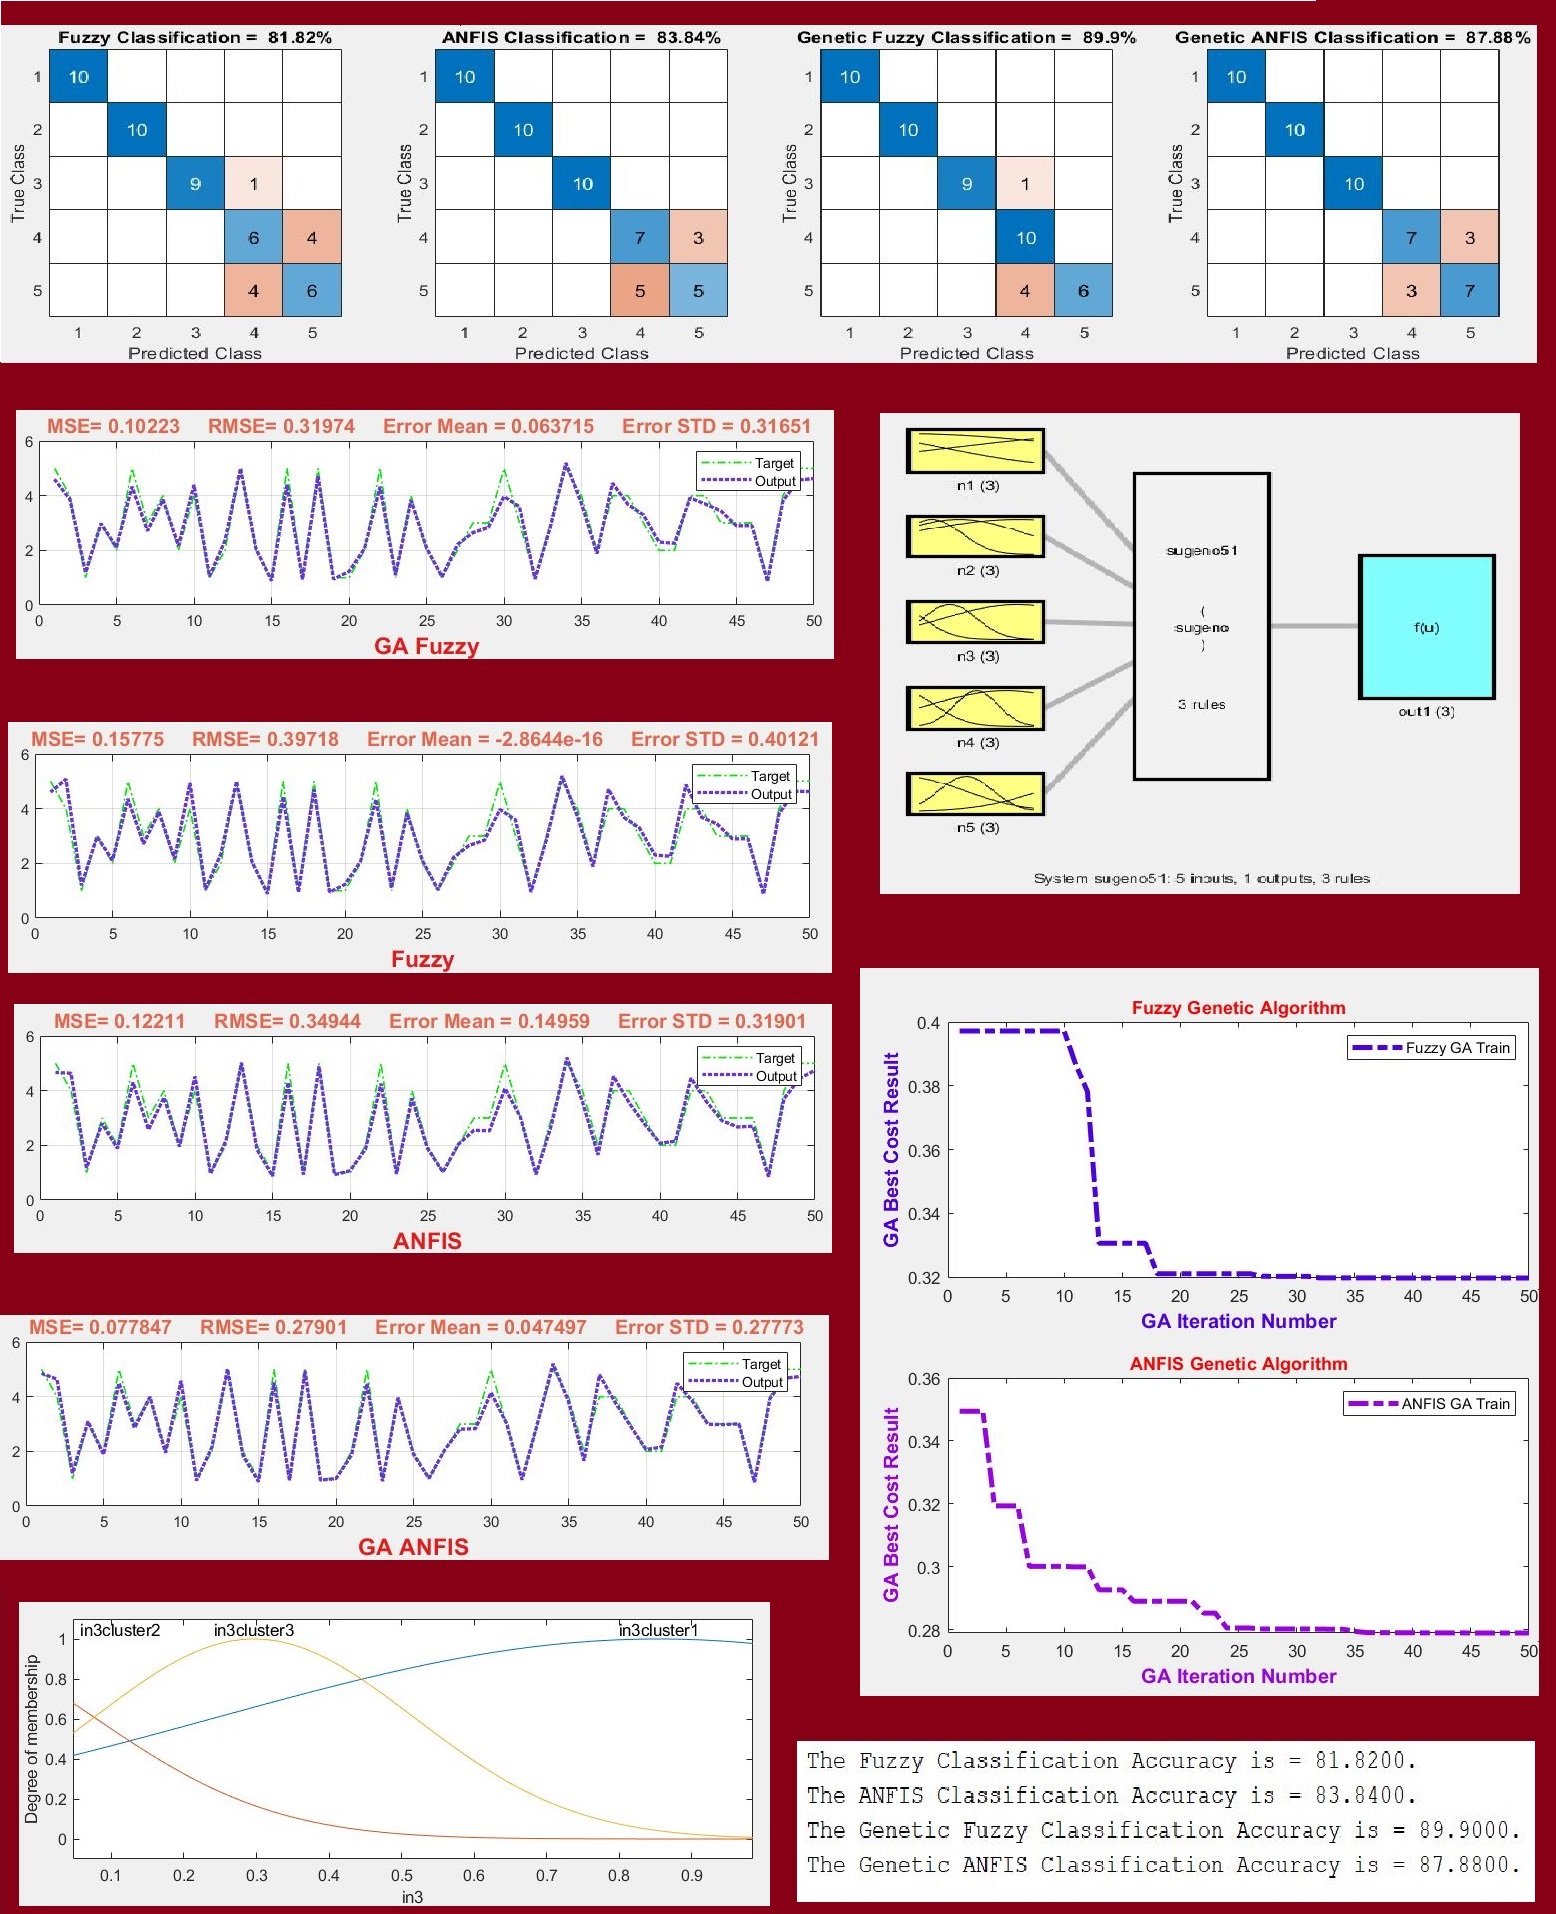 Fuzzy Classification = 81.82%
1 10
2 10
3 9 1
4 6 4
5 4 6
1 2 3 4 5
True Class
Predicted Class
ANFIS Classification = 83.84%
1 10
2 10
3 10
4 7 3
5 5 5
1 2 3 4 5
True Class
Predicted Class
Genetic Fuzzy Classification = 89.9%
1 10
2 10
3 9 1
4 10
5 4 6
1 2 3 4 5
True Class
Predicted Class
Genetic ANFIS Classification = 87.88%
1 10
2 10
3 10
4 7 3
5 3 7
1 2 3 4 5
True Class
Predicted Class
MSE= 0.10223 RMSE= 0.31974 Error Mean = 0.063715 Error STD = 0.31651
6
4
2
0
Target
Output
0 5 10 15 20 25 30 35 40 45 50
GA Fuzzy
n1 (3)
n2 (3)
n3 (3)
n4 (3)
n5 (3)
sugeno51
(
sugeno
)
3 rules
f(u)
out1 (3)
System sugeno51: 5 inputs, 1 outputs, 3 rules
MSE= 0.15775 RMSE= 0.39718 Error Mean = -2.8644e-16 Error STD = 0.40121
6
4
2
0
Target
Output
0 5 10 15 20 25 30 35 40 45 50
Fuzzy
MSE= 0.12211 RMSE= 0.34944 Error Mean = 0.14959 Error STD = 0.31901
6
4
2
0
Target
Output
0 5 10 15 20 25 30 35 40 45 50
ANFIS
MSE= 0.077847 RMSE= 0.27901 Error Mean = 0.047497 Error STD = 0.27773
6
4
2
0
Target
Output
0 5 10 15 20 25 30 35 40 45 50
GA ANFIS
Fuzzy Genetic Algorithm
GA Best Cost Result
0.4
0.38
0.36
0.34
0.32
Fuzzy GA Train
0 5 10 15 20 25 30 35 40 45 50
GA Iteration Number
ANFIS Genetic Algorithm
GA Best Cost Result
0.36
0.34
0.32
0.3
0.28
ANFIS GA Train
0 5 10 15 20 25 30 35 40 45 50
GA Iteration Number
in3cluster2 in3cluster3 in3cluster1
Degree of membership
1
0.8
0.6
0.4
0.2
0
0.1 0.2 0.3 0.4 0.5 0.6 0.7 0.8 0.9
in3
The Fuzzy Classification Accuracy is = 81.8200.
The ANFIS Classification Accuracy is = 83.8400.
The Genetic Fuzzy Classification Accuracy is = 89.9000.
The Genetic ANFIS Classification Accuracy is = 87.8800.